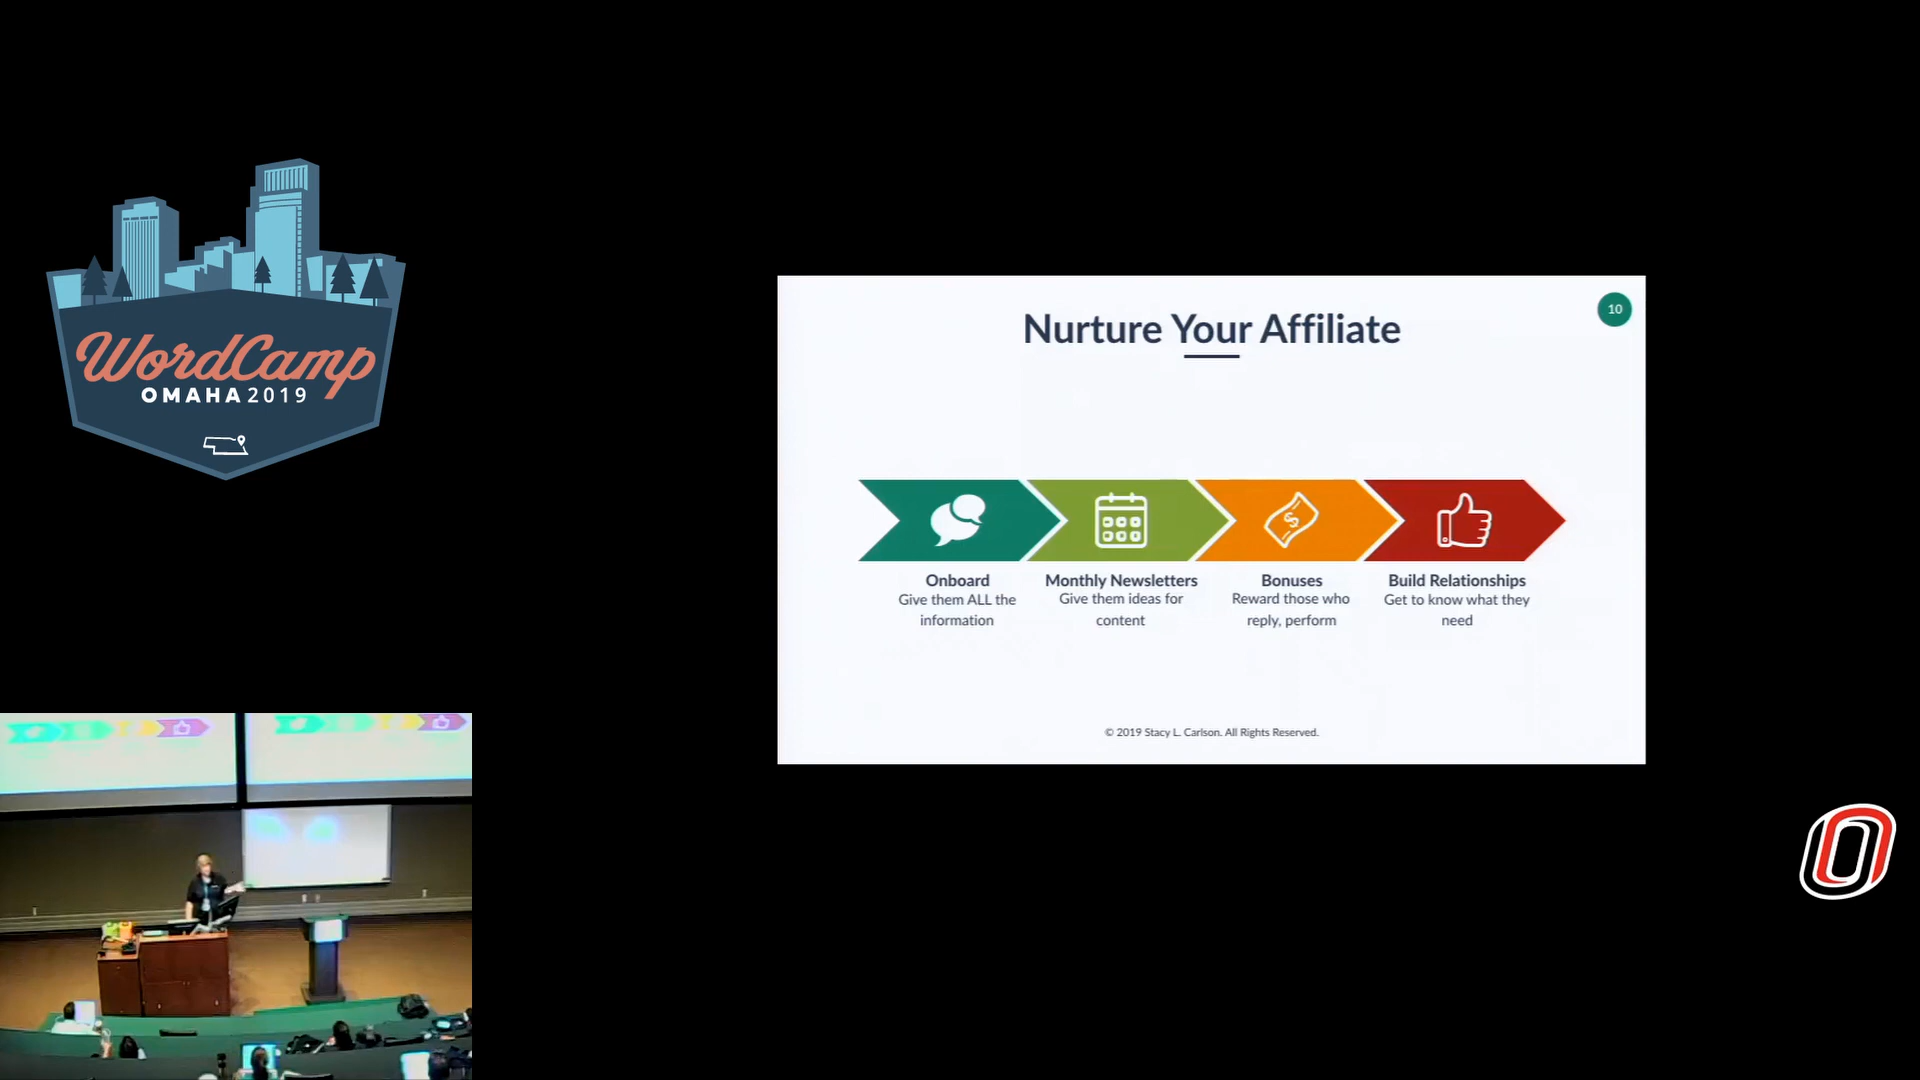 WordCamp
OMAHA 2019
10
Nurture Your Affiliate
$
Onboard
Give them ALL the
information
Monthly Newsletters
Give them ideas for
content
Bonuses
Reward those who
reply, perform
Build Relationships
Get to know what they
need
© 2019 Stacy L. Carlson. All Rights Reserved.
O